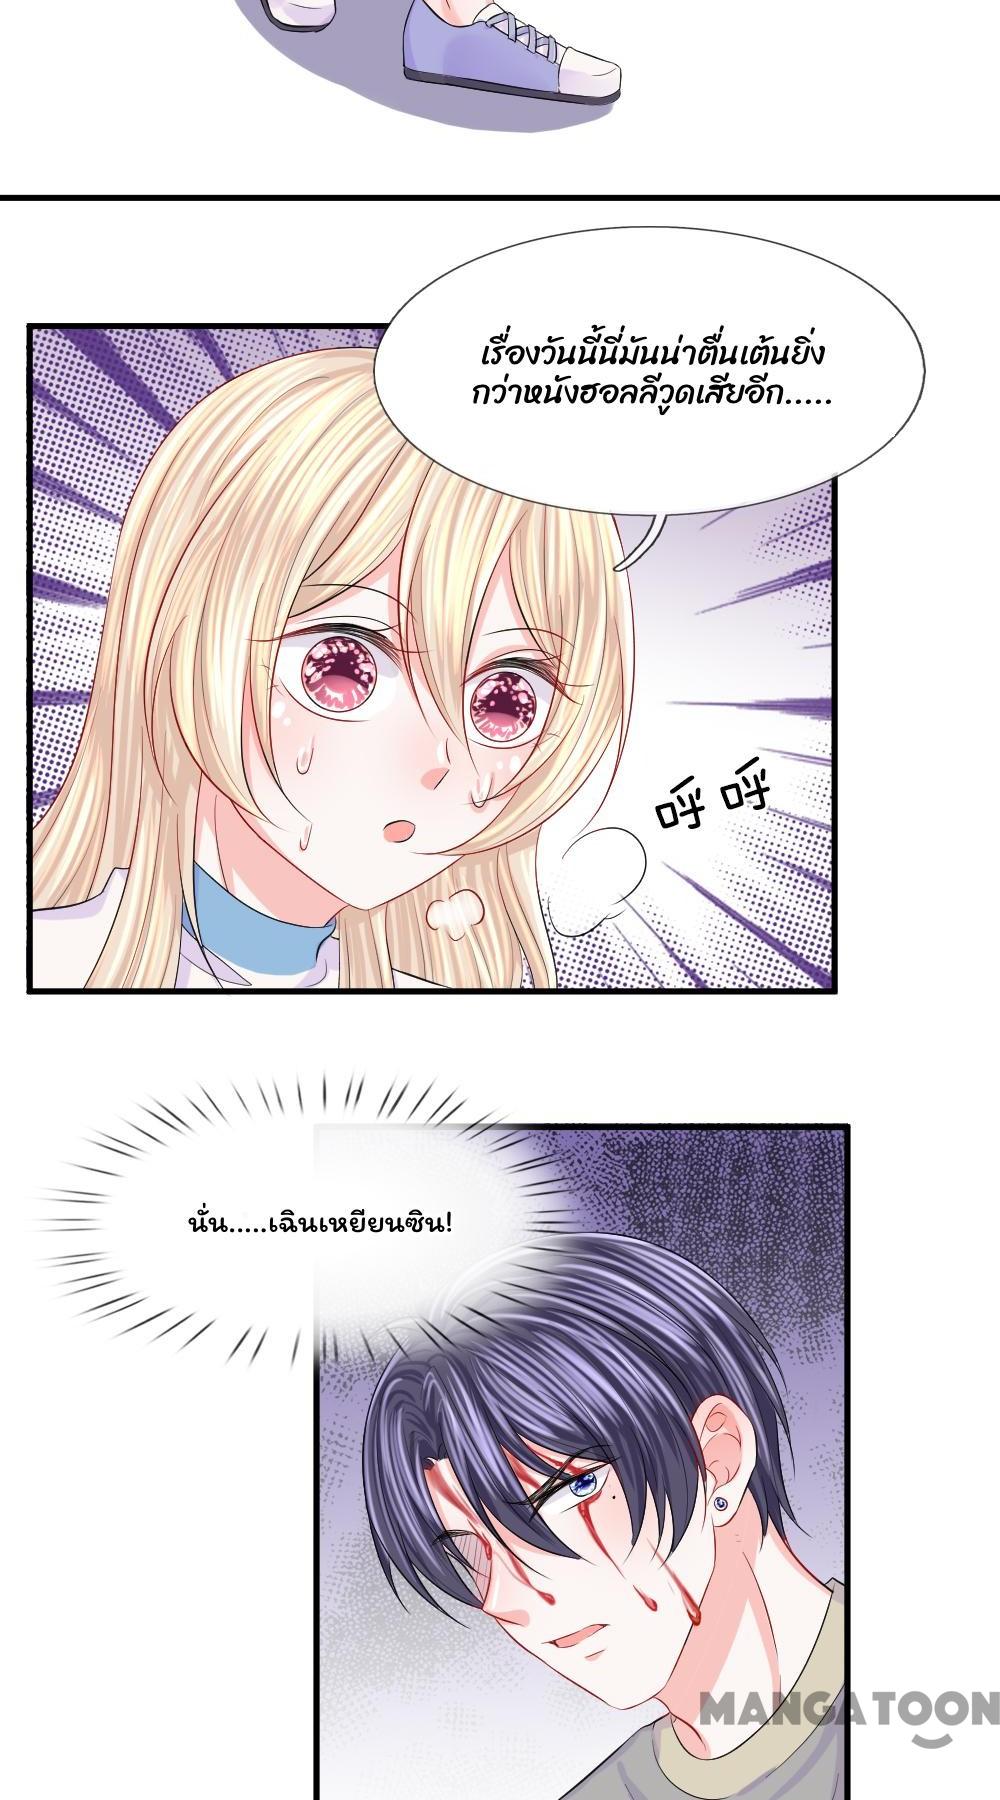 เรื่องวันนี้นี่มันน่าตื่นเต้นยิ่ง
กว่าหนังฮอลลีวูดเสียอีก.....
呼 呼
นั่น.....เฉินเหยียนซิน!
MANGATOON